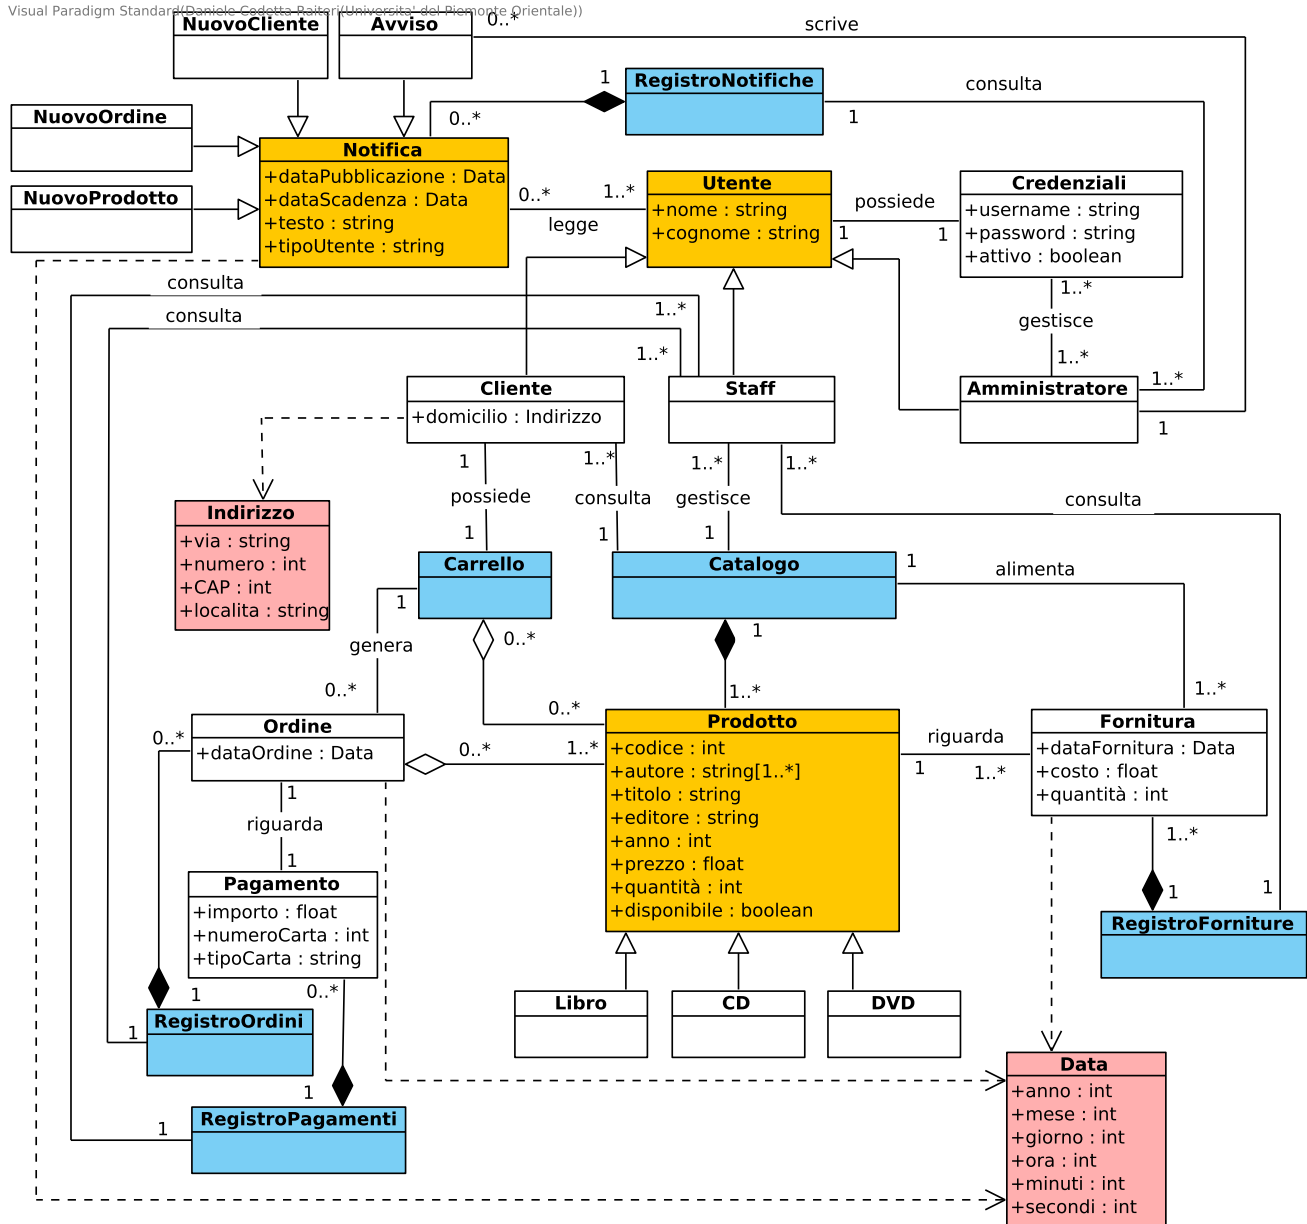 Visual Paradigm Standard(Daniele Codetta Raiteri(Universita' del Piemonte Orientale))
NuovoCliente
Avviso
0..*
scrive
RegistroNotifiche
1
0..*
consulta
1
NuovoOrdine
NuovoProdotto
Notifica
+dataPubblicazione : Data
+dataScadenza : Data
+testo : string
+tipoUtente : string
0..*
1..*
legge
Utente
+nome : string
+cognome : string
possiede
1
1
Credenziali
+username : string
+password : string
+attivo : boolean
1..*
gestisce
1..*
consulta
1..*
consulta
1..*
Cliente
+domicilio : Indirizzo
Staff
Amministratore
1..*
1
1
possiede
1
1..*
consulta
1
1..*
gestisce
1
1..*
consulta
Indirizzo
+via : string
+numero : int
+CAP : int
+localita : string
Carrello
Catalogo
1
alimenta
1..*
1
genera
0..*
0..*
0..*
1
1..*
Ordine
+dataOrdine : Data
0..*
0..*
1..*
Prodotto
+codice : int
+autore : string[1..*]
+titolo : string
+editore : string
+anno : int
+prezzo : float
+quantità : int
+disponibile : boolean
riguarda
1
1..*
Fornitura
+dataFornitura : Data
+costo : float
+quantità : int
1
riguarda
1
Pagamento
+importo : float
+numeroCarta : int
+tipoCarta : string
1..*
1
1
RegistroForniture
Libro
CD
DVD
0..*
1
1
RegistroOrdini
1
1
RegistroPagamenti
Data
+anno : int
+mese : int
+giorno : int
+ora : int
+minuti : int
+secondi : int